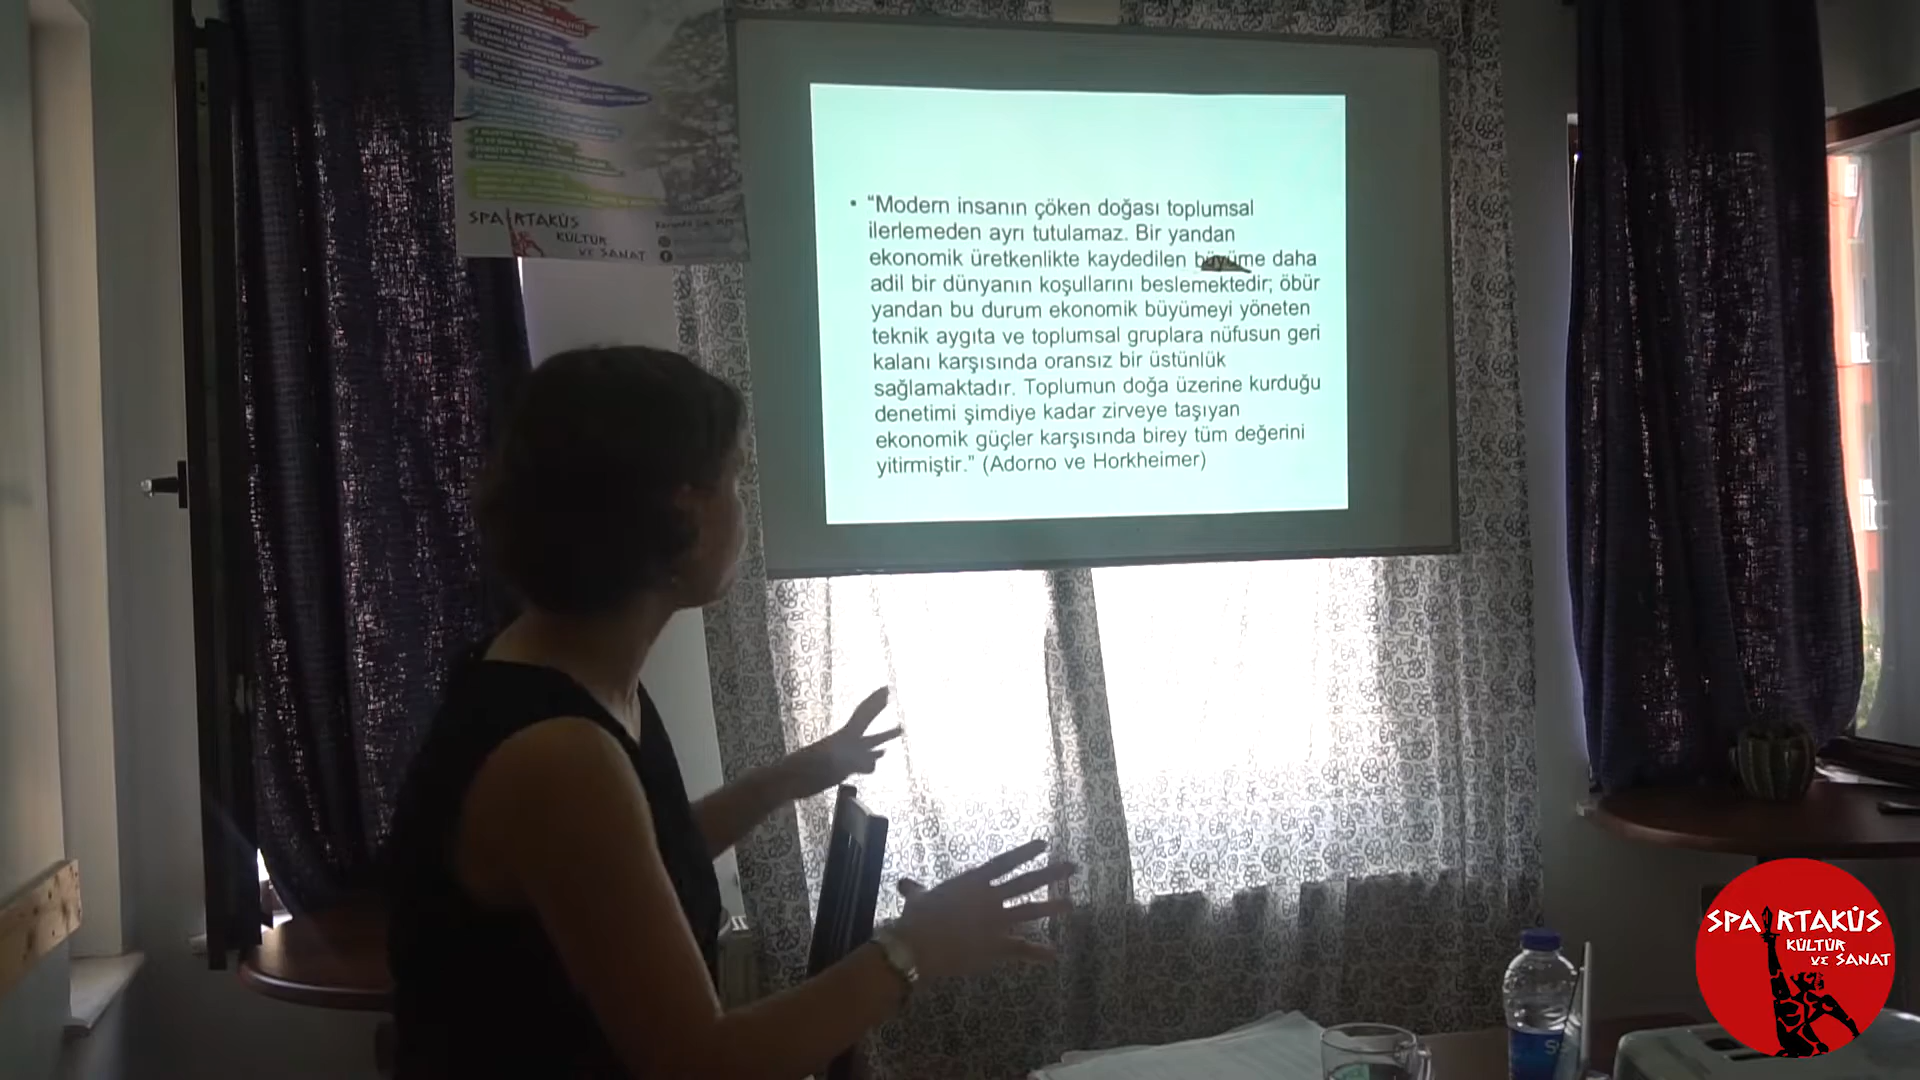 SPARTAKÜS
KÜLTÜR
VE SANAT
• “Modern insanın çöken doğası toplumsal
ilerlemeden ayrı tutulamaz. Bir yandan
ekonomik üretkenlikte kaydedilen büyüme daha
adil bir dünyanın koşullarını beslemektedir; öbür
yandan bu durum ekonomik büyümeyi yöneten
teknik aygıta ve toplumsal gruplara nüfusun geri
kalanı karşısında oransız bir üstünlük
sağlamaktadır. Toplumun doğa üzerine kurduğu
denetimi şimdiye kadar zirveye taşıyan
ekonomik güçler karşısında birey tüm değerini
yitirmiştir.” (Adorno ve Horkheimer)
SPARTAKÜS
KÜLTÜR
VE SANAT